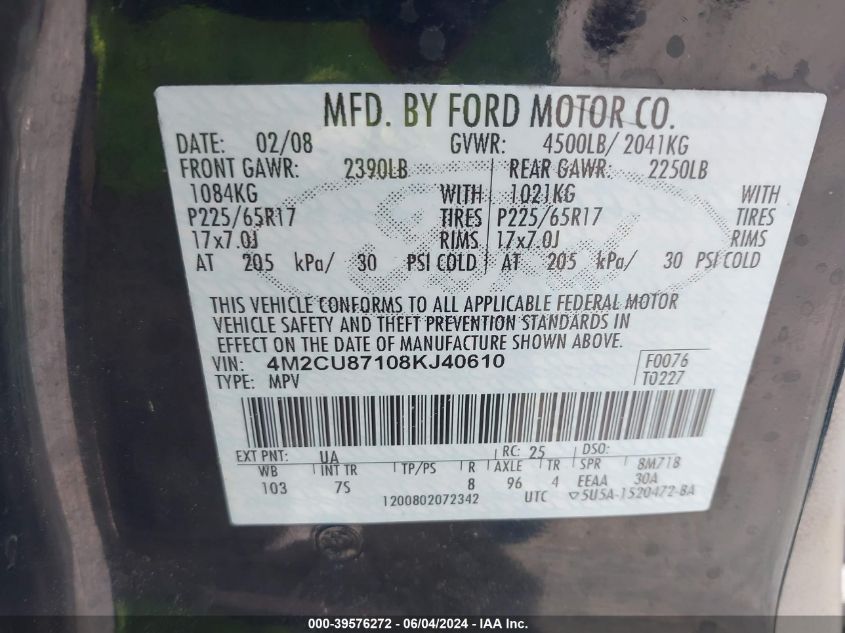 MFD. BY FORD MOTOR CO.
DATE: 02/08 GVWR: 4500LB/ 2041KG
FRONT GAWR: 2390LB REAR GAWR: 2250LB
1084KG WITH 1021KG WITH
P225/65R17 TIRES P225/65R17 TIRES
17x7.0J RIMS 17x7.0J RIMS
AT 205 kPa/ 30 PSI COLD AT 205 kPa/ 30 PSI COLD
THIS VEHICLE CONFORMS TO ALL APPLICABLE FEDERAL MOTOR
VEHICLE SAFETY AND THEFT PREVENTION STANDARDS IN
EFFECT ON THE DATE OF MANUFACTURE SHOWN ABOVE.
VIN: 4M2CU87108KJ40610 F0076
TYPE: MPV T0227
EXT PNT: UA RC: 25 DSO:
WB INT TR TP/PS R AXLE TR SPR 8M718
103 7S 8 96 4 EEAA 30A
1200802072342 UTC ▽5U5A-1520472-BA
000-39576272 - 06/04/2024 - IAA Inc.